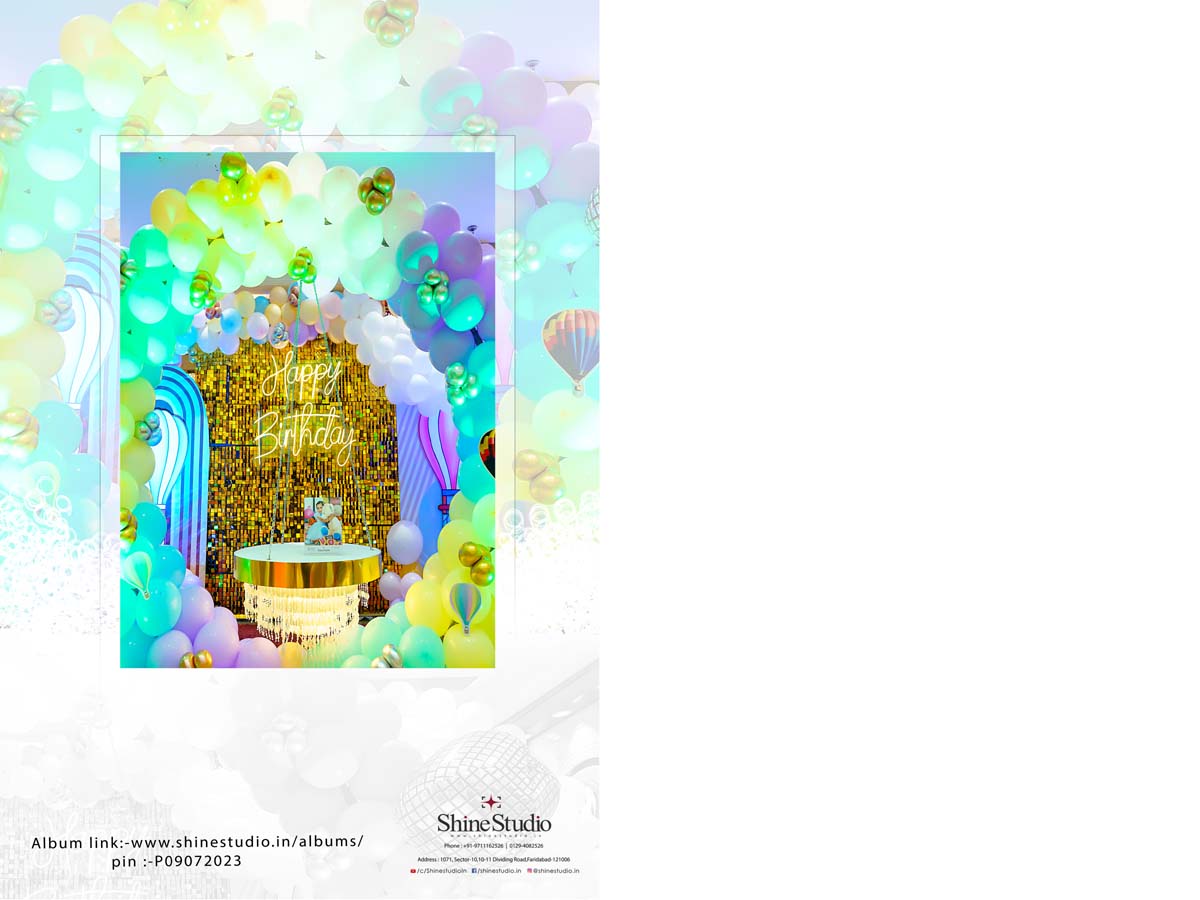 Happy
Birthday
Album link:-www.shinestudio.in/albums/
pin :-P09072023
ShineStudio
www.shinestudio.in
Phone : +91-9711162526 | 0129-4082526
Address : 1071, Sector-10,10-11 Dividing Road,Faridabad-121006
/c/ShinestudioIn /shinestudio.in @shinestudio.in